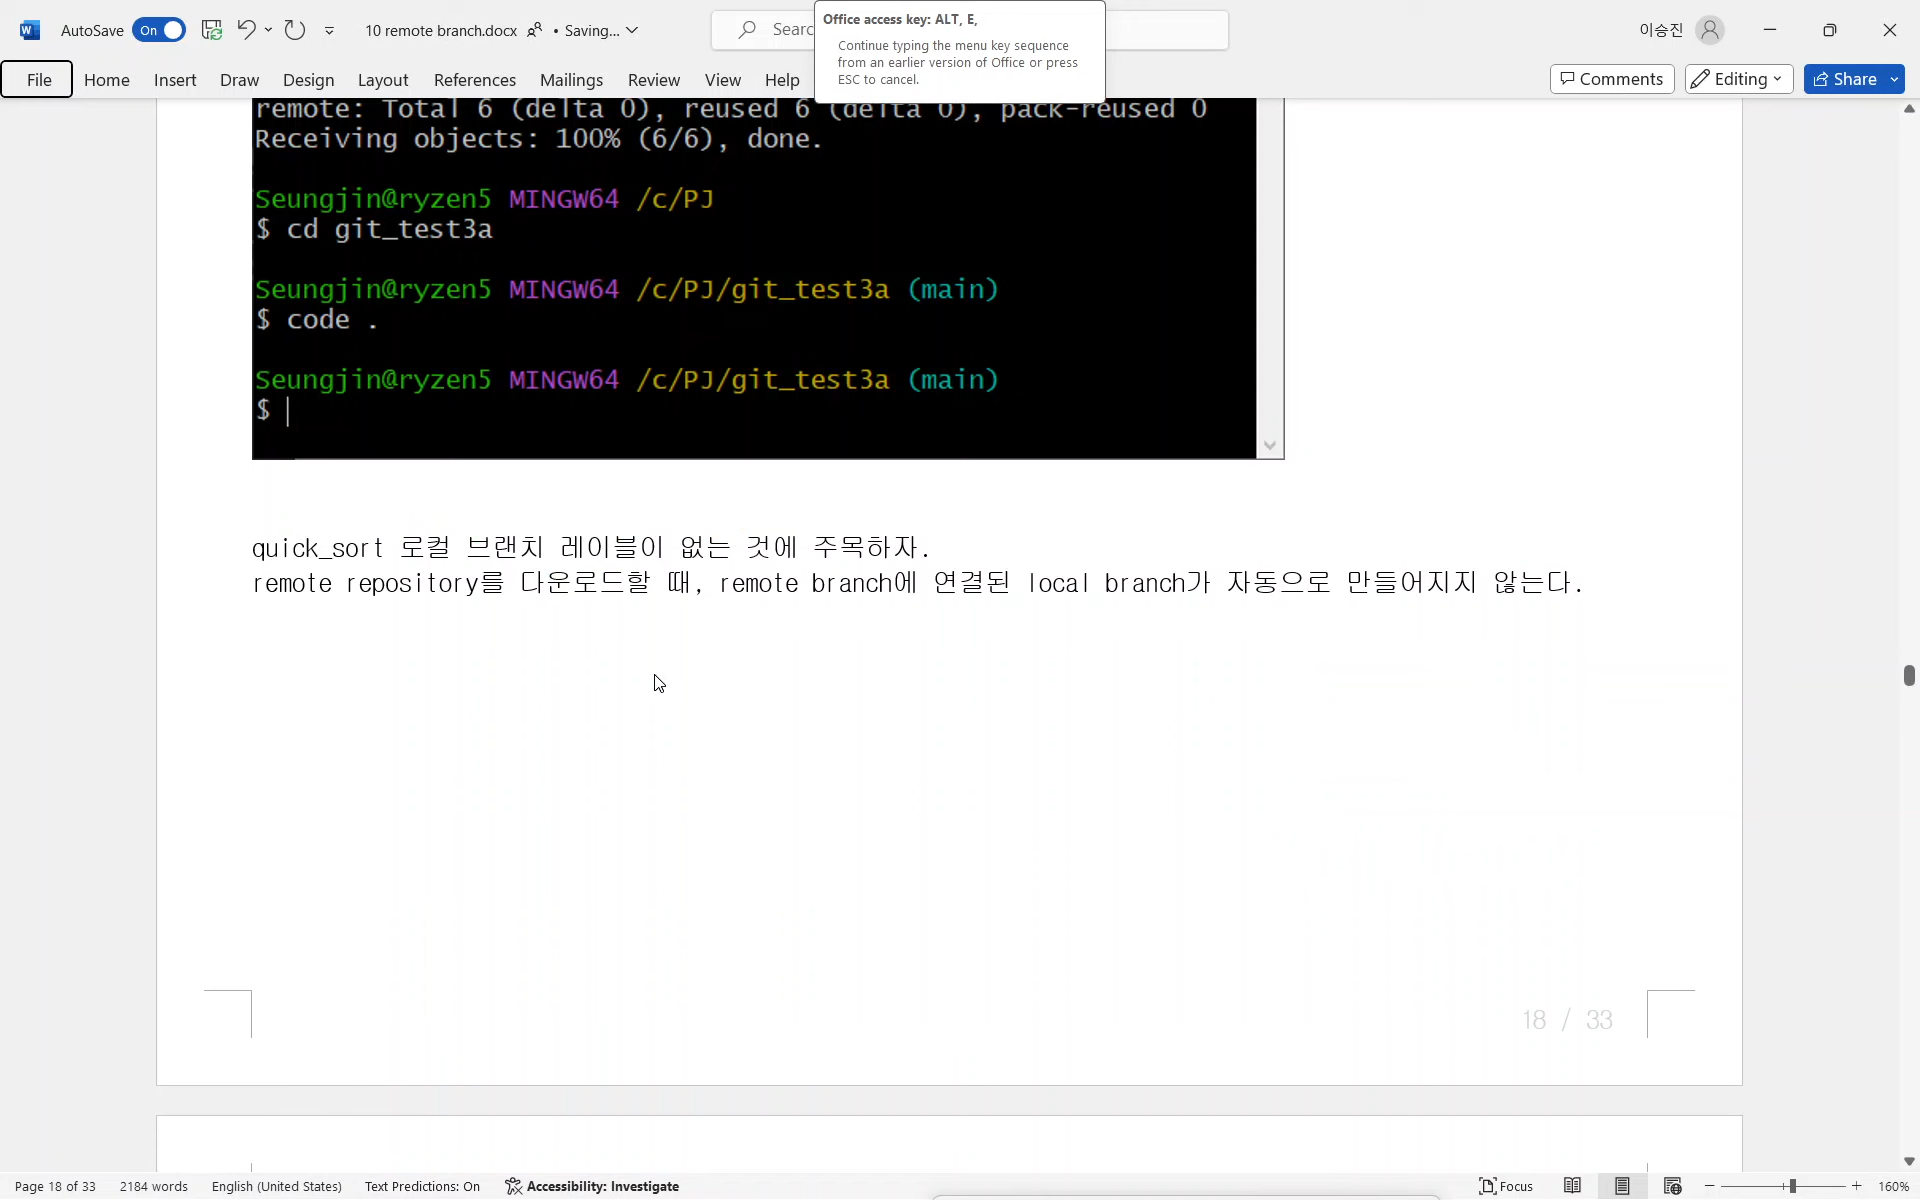 AutoSave On 10 remote branch.docx • Saving... Searc 이승진
Office access key: ALT, E,
Continue typing the menu key sequence
from an earlier version of Office or press
ESC to cancel.
File Home Insert Draw Design Layout References Mailings Review View Help Comments Editing Share
remote: Total 6 (delta 0), reused 6 (delta 0), pack-reused 0
Receiving objects: 100% (6/6), done.
Seungjin@ryzen5 MINGW64 /c/PJ
$ cd git_test3a
Seungjin@ryzen5 MINGW64 /c/PJ/git_test3a (main)
$ code .
Seungjin@ryzen5 MINGW64 /c/PJ/git_test3a (main)
$
quick_sort 로컬 브랜치 레이블이 없는 것에 주목하자.
remote repository를 다운로드할 때, remote branch에 연결된 local branch가 자동으로 만들어지지 않는다.
18 / 33
Page 18 of 33 2184 words English (United States) Text Predictions: On Accessibility: Investigate Focus 160%